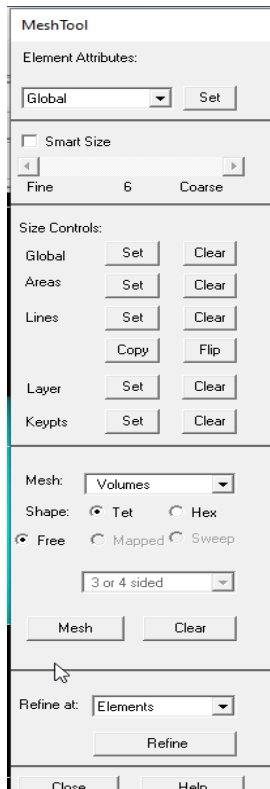 MeshTool
Element Attributes:
Global Set
Smart Size
Fine 6 Coarse
Size Controls:
Global Set Clear
Areas Set Clear
Lines Set Clear
Copy Flip
Layer Set Clear
Keypts Set Clear
Mesh: Volumes
Shape: Tet Hex
Free Mapped Sweep
3 or 4 sided
Mesh Clear
Refine at: Elements
Refine
Close Help